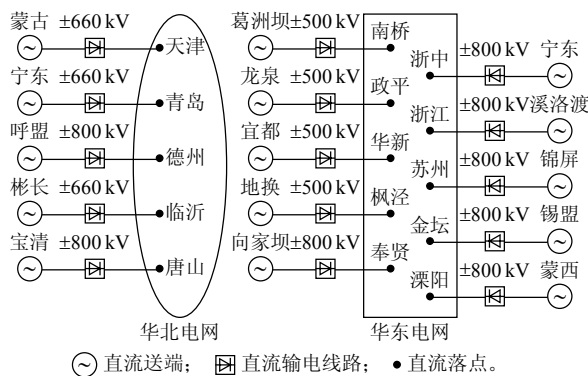 蒙古 ±660 kV 天津
宁东 ±660 kV 青岛
呼盟 ±800 kV 德州
彬长 ±660 kV 临沂
宝清 ±800 kV 唐山
华北电网
葛洲坝 ±500 kV 南桥
龙泉 ±500 kV 政平
宜都 ±500 kV 华新
地换 ±500 kV 枫泾
向家坝 ±800 kV 奉贤
浙中 ±800 kV 宁东
浙江 ±800 kV 溪洛渡
苏州 ±800 kV 锦屏
金坛 ±800 kV 锡盟
溧阳 ±800 kV 蒙西
华东电网
直流送端； 直流输电线路； 直流落点。